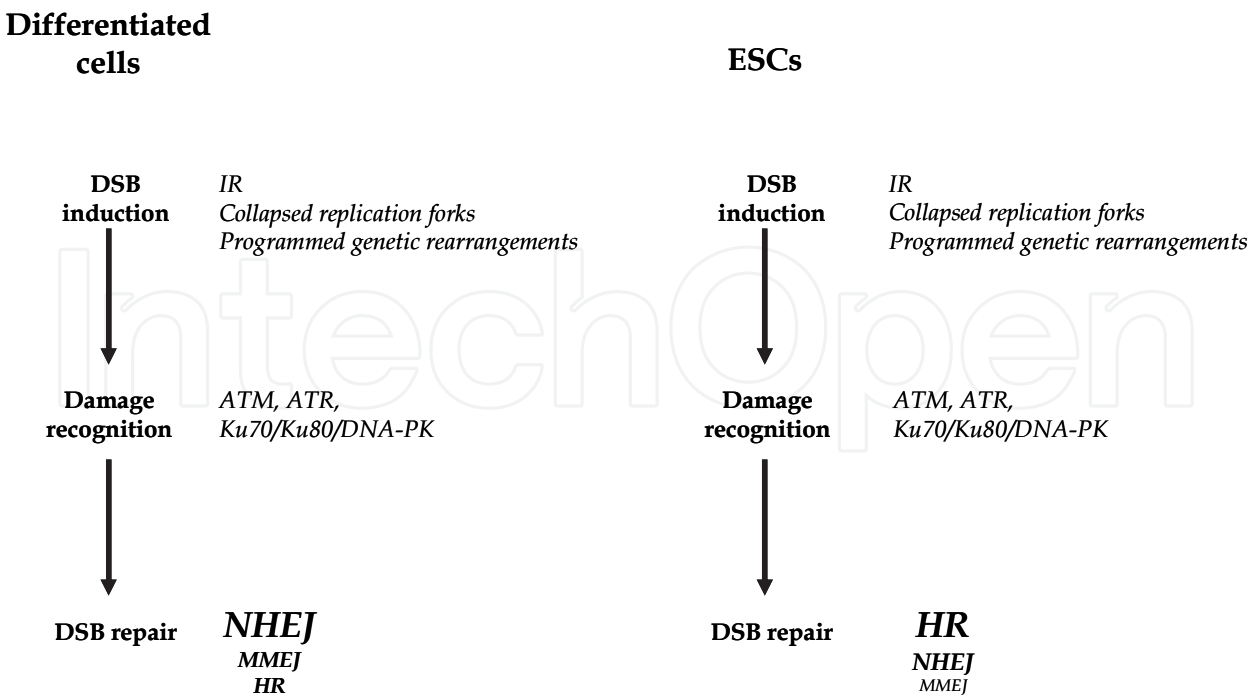 Differentiated
cells
DSB
induction
IR
Collapsed replication forks
Programmed genetic rearrangements
Damage
recognition
ATM, ATR,
Ku70/Ku80/DNA-PK
DSB repair
NHEJ
MMEJ
HR
ESCs
DSB
induction
IR
Collapsed replication forks
Programmed genetic rearrangements
Damage
recognition
ATM, ATR,
Ku70/Ku80/DNA-PK
DSB repair
HR
NHEJ
MMEJ
IntechOpen